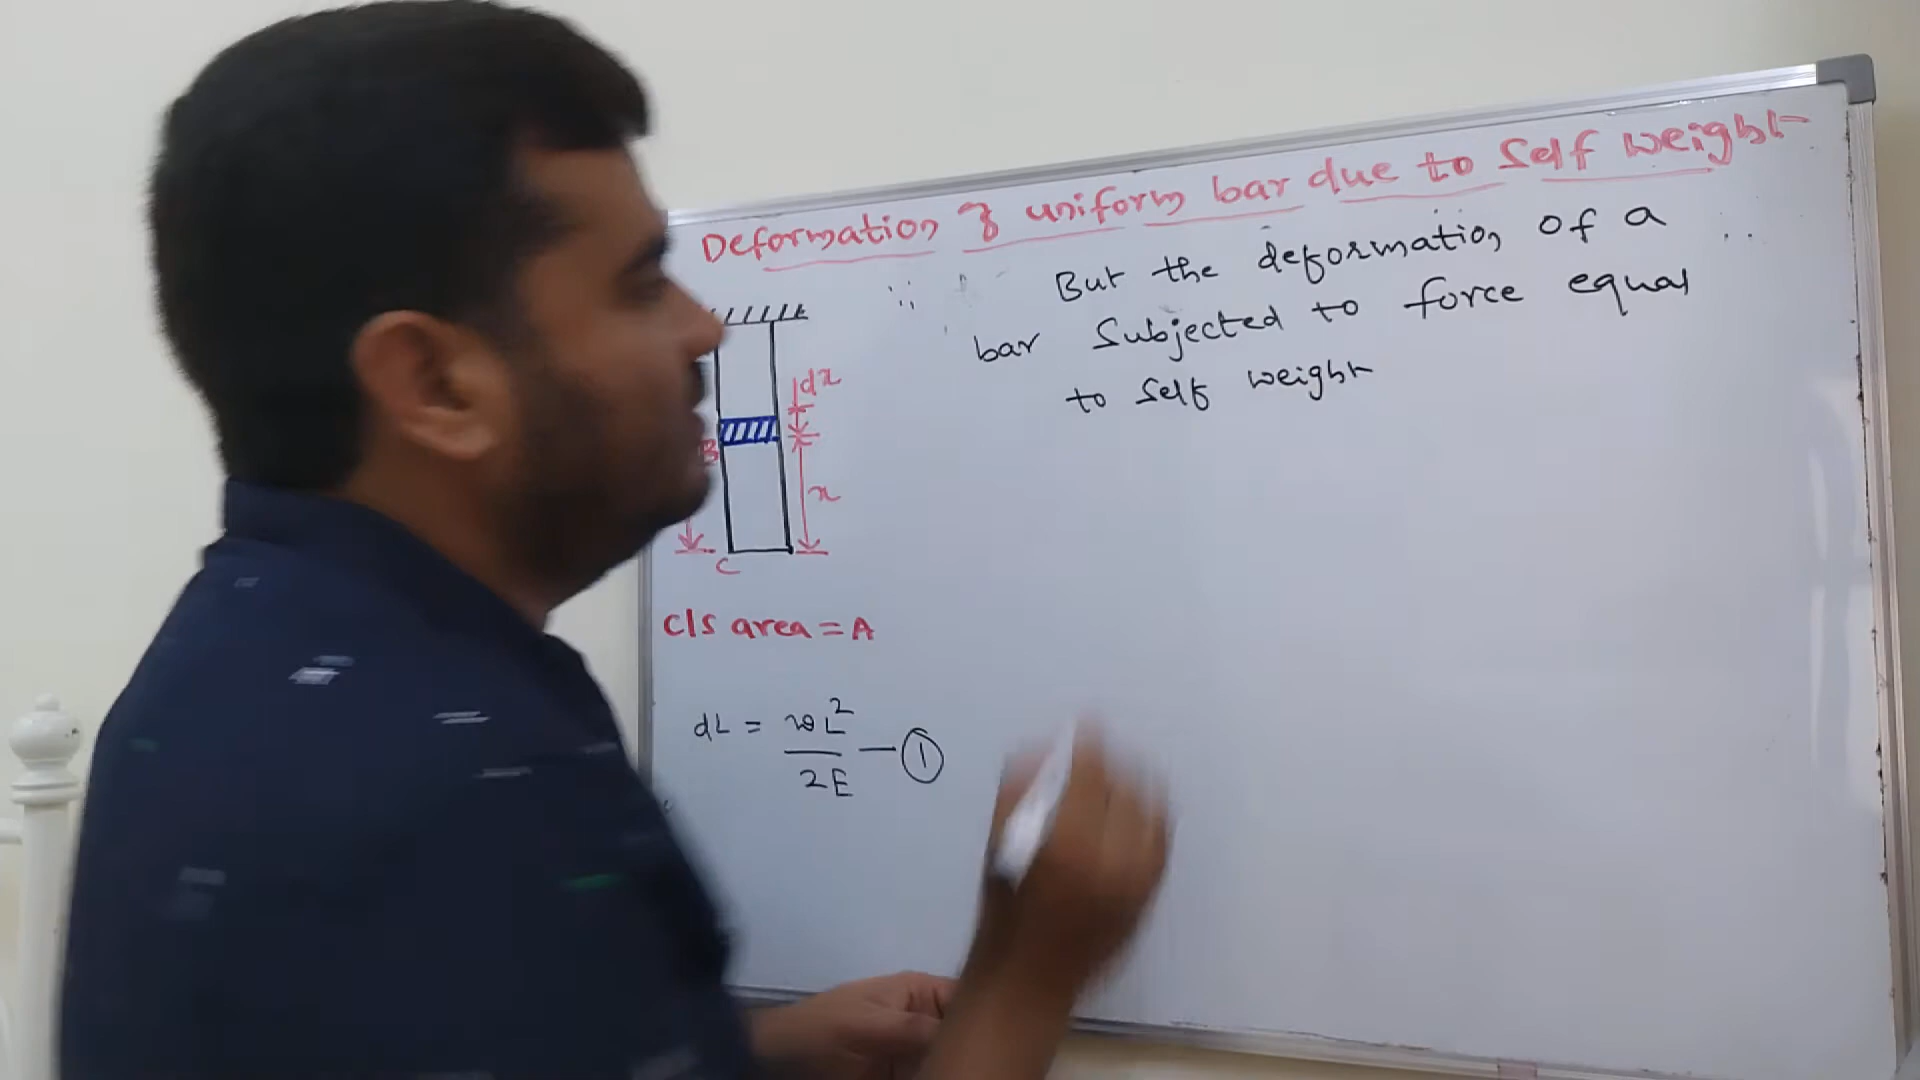 Deformation of uniform bar due to Self weight
But the deformation of a
bar Subjected to force equal
to Self weight
dx
B
x
C
C/S area = A
dL = wL²
2E
— ①